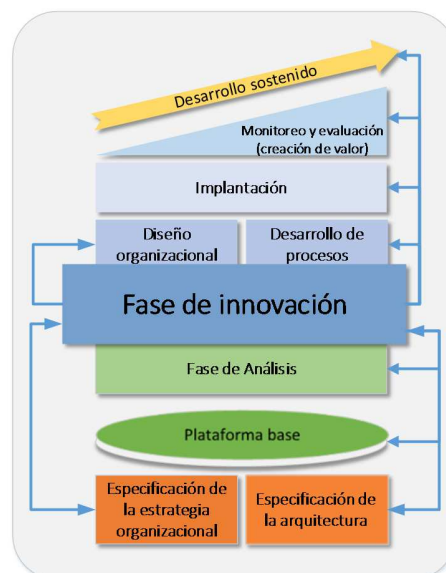 Desarrollo sostenido
Monitoreo y evaluación
(creación de valor)
Implantación
Diseño
organizacional
Desarrollo de
procesos
Fase de innovación
Fase de Análisis
Plataforma base
Especificación de
la estrategia
organizacional
Especificación de
la arquitectura